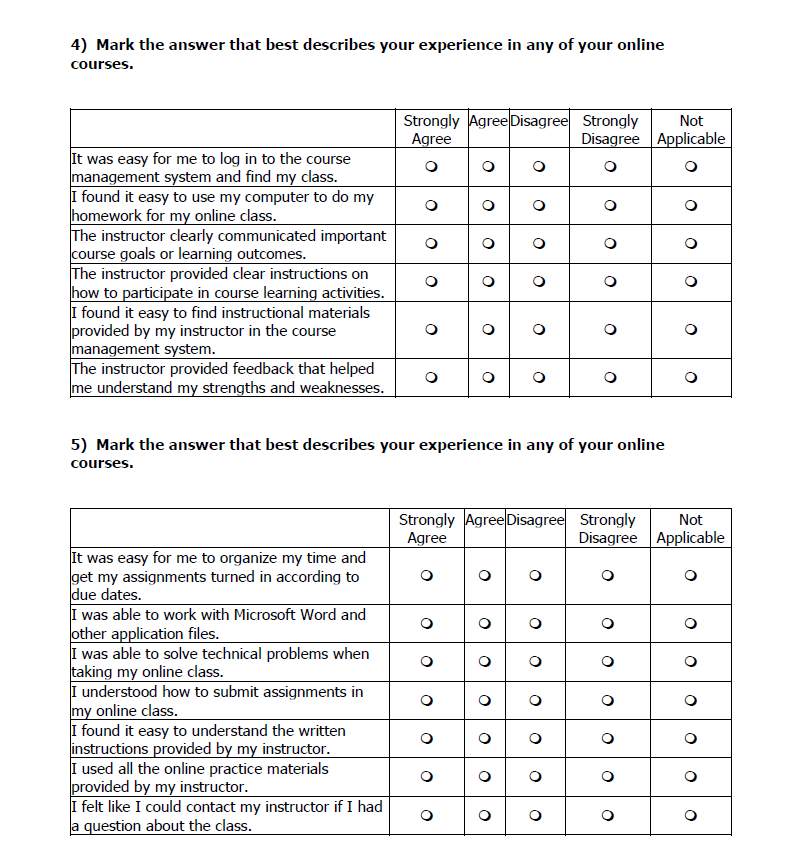 4) Mark the answer that best describes your experience in any of your online
courses.
Strongly Agree Disagree Strongly Not
Agree Disagree Applicable
It was easy for me to log in to the course
management system and find my class.
I found it easy to use my computer to do my
homework for my online class.
The instructor clearly communicated important
course goals or learning outcomes.
The instructor provided clear instructions on
how to participate in course learning activities.
I found it easy to find instructional materials
provided by my instructor in the course
management system.
The instructor provided feedback that helped
me understand my strengths and weaknesses.
5) Mark the answer that best describes your experience in any of your online
courses.
Strongly Agree Disagree Strongly Not
Agree Disagree Applicable
It was easy for me to organize my time and
get my assignments turned in according to
due dates.
I was able to work with Microsoft Word and
other application files.
I was able to solve technical problems when
taking my online class.
I understood how to submit assignments in
my online class.
I found it easy to understand the written
instructions provided by my instructor.
I used all the online practice materials
provided by my instructor.
I felt like I could contact my instructor if I had
a question about the class.